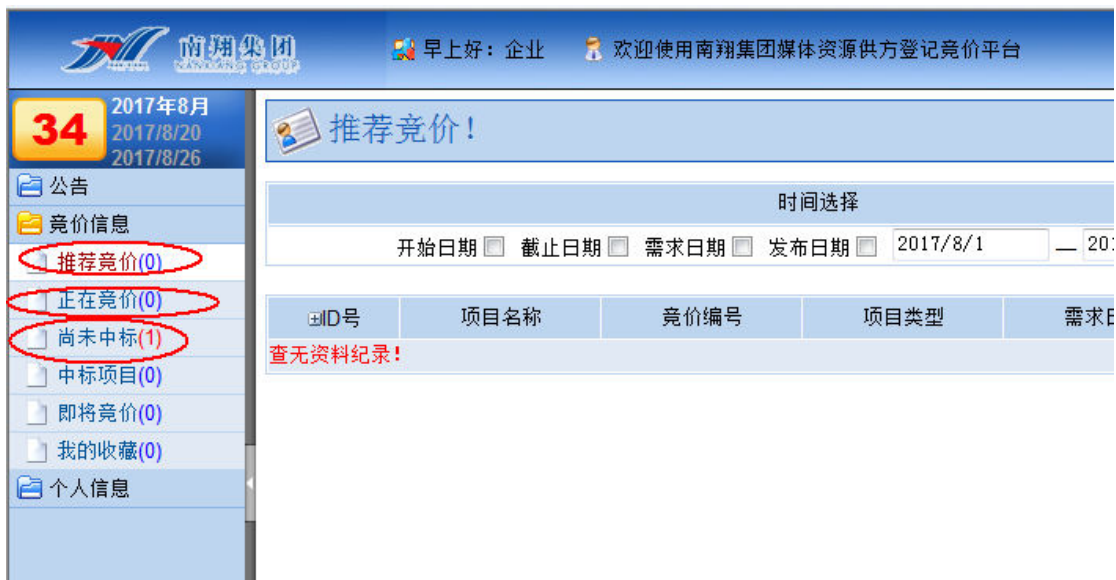 南翔集团
NANXIANG GROUP
早上好：企业
欢迎使用南翔集团媒体资源供方登记竞价平台
34
2017年8月
2017/8/20
2017/8/26
公告
竞价信息
推荐竞价(0)
正在竞价(0)
尚未中标(1)
中标项目(0)
即将竞价(0)
我的收藏(0)
个人信息
推荐竞价！
时间选择
开始日期 截止日期 需求日期 发布日期 2017/8/1 — 201
ID号 项目名称 竞价编号 项目类型 需求日
查无资料纪录！